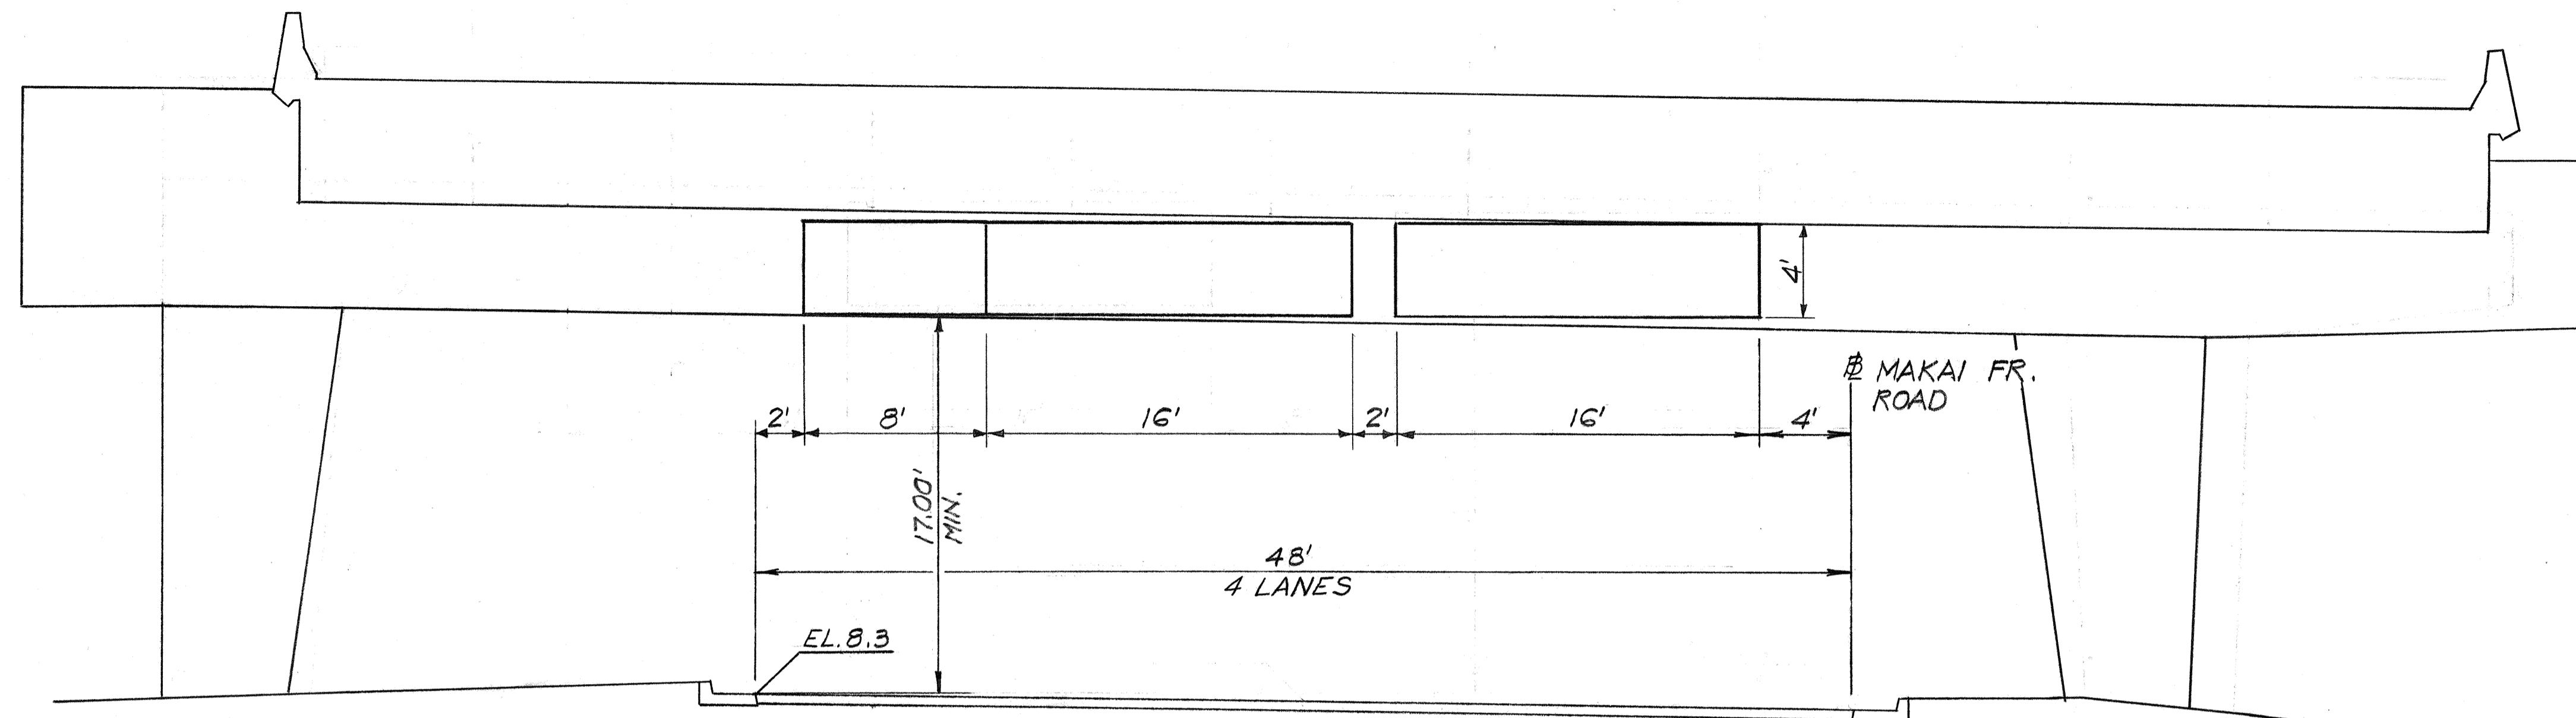 4'
℔ MAKAI FR.
ROAD
2' 8' 16' 2' 16' 4'
17.00'
MIN.
48'
4 LANES
EL.8.3